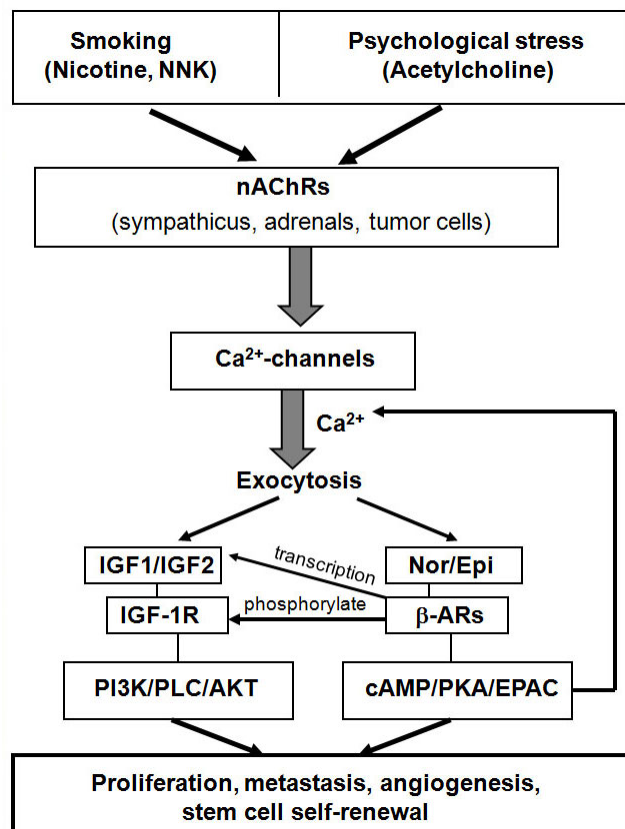 Smoking
(Nicotine, NNK)
Psychological stress
(Acetylcholine)
nAChRs
(sympathicus, adrenals, tumor cells)
Ca²⁺-channels
Ca²⁺
Exocytosis
IGF1/IGF2
transcription
Nor/Epi
IGF-1R
phosphorylate
β-ARs
PI3K/PLC/AKT
cAMP/PKA/EPAC
Proliferation, metastasis, angiogenesis,
stem cell self-renewal